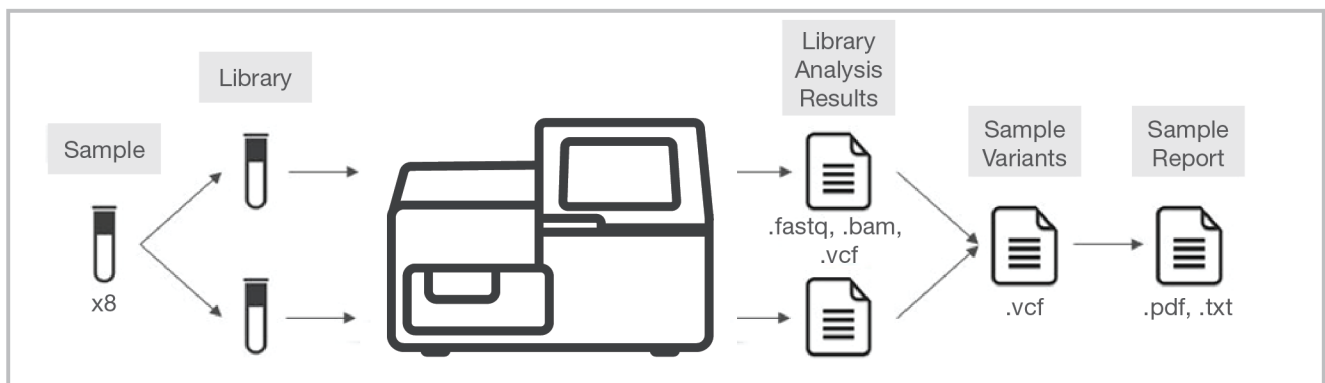 Sample
x8
Library
Library
Analysis
Results
.fastq, .bam,
.vcf
Sample
Variants
.vcf
Sample
Report
.pdf, .txt